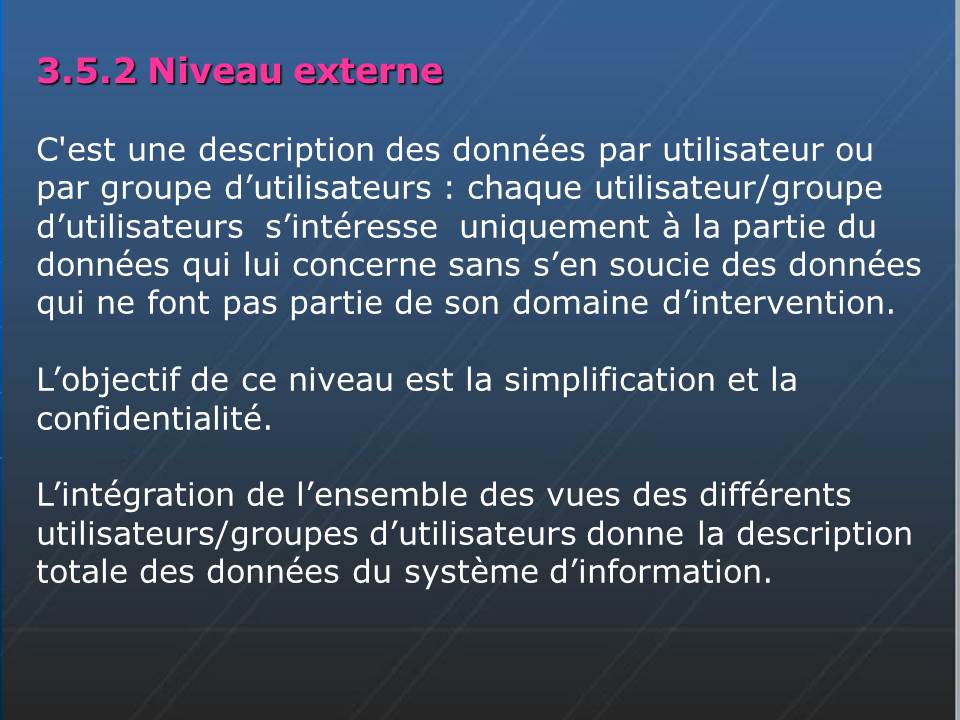 3.5.2 Niveau externe
C'est une description des données par utilisateur ou
par groupe d’utilisateurs : chaque utilisateur/groupe
d’utilisateurs s’intéresse uniquement à la partie du
données qui lui concerne sans s’en soucie des données
qui ne font pas partie de son domaine d’intervention.
L’objectif de ce niveau est la simplification et la
confidentialité.
L’intégration de l’ensemble des vues des différents
utilisateurs/groupes d’utilisateurs donne la description
totale des données du système d’information.